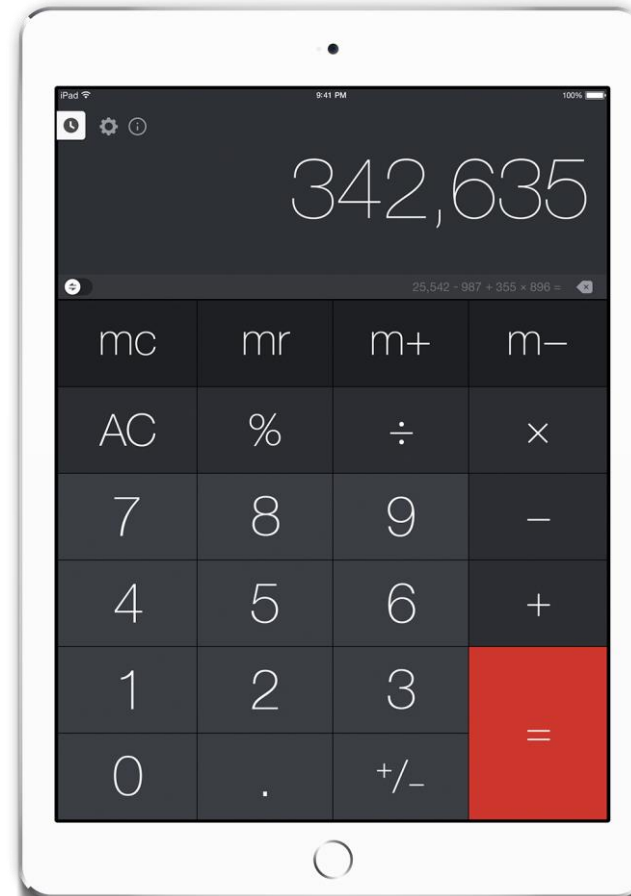 iPad 9:41 PM 100%
342,635
25,542 - 987 + 355 × 896 =
mc mr m+ m−
AC % ÷ ×
7 8 9 −
4 5 6 +
1 2 3
=
0 . +/−